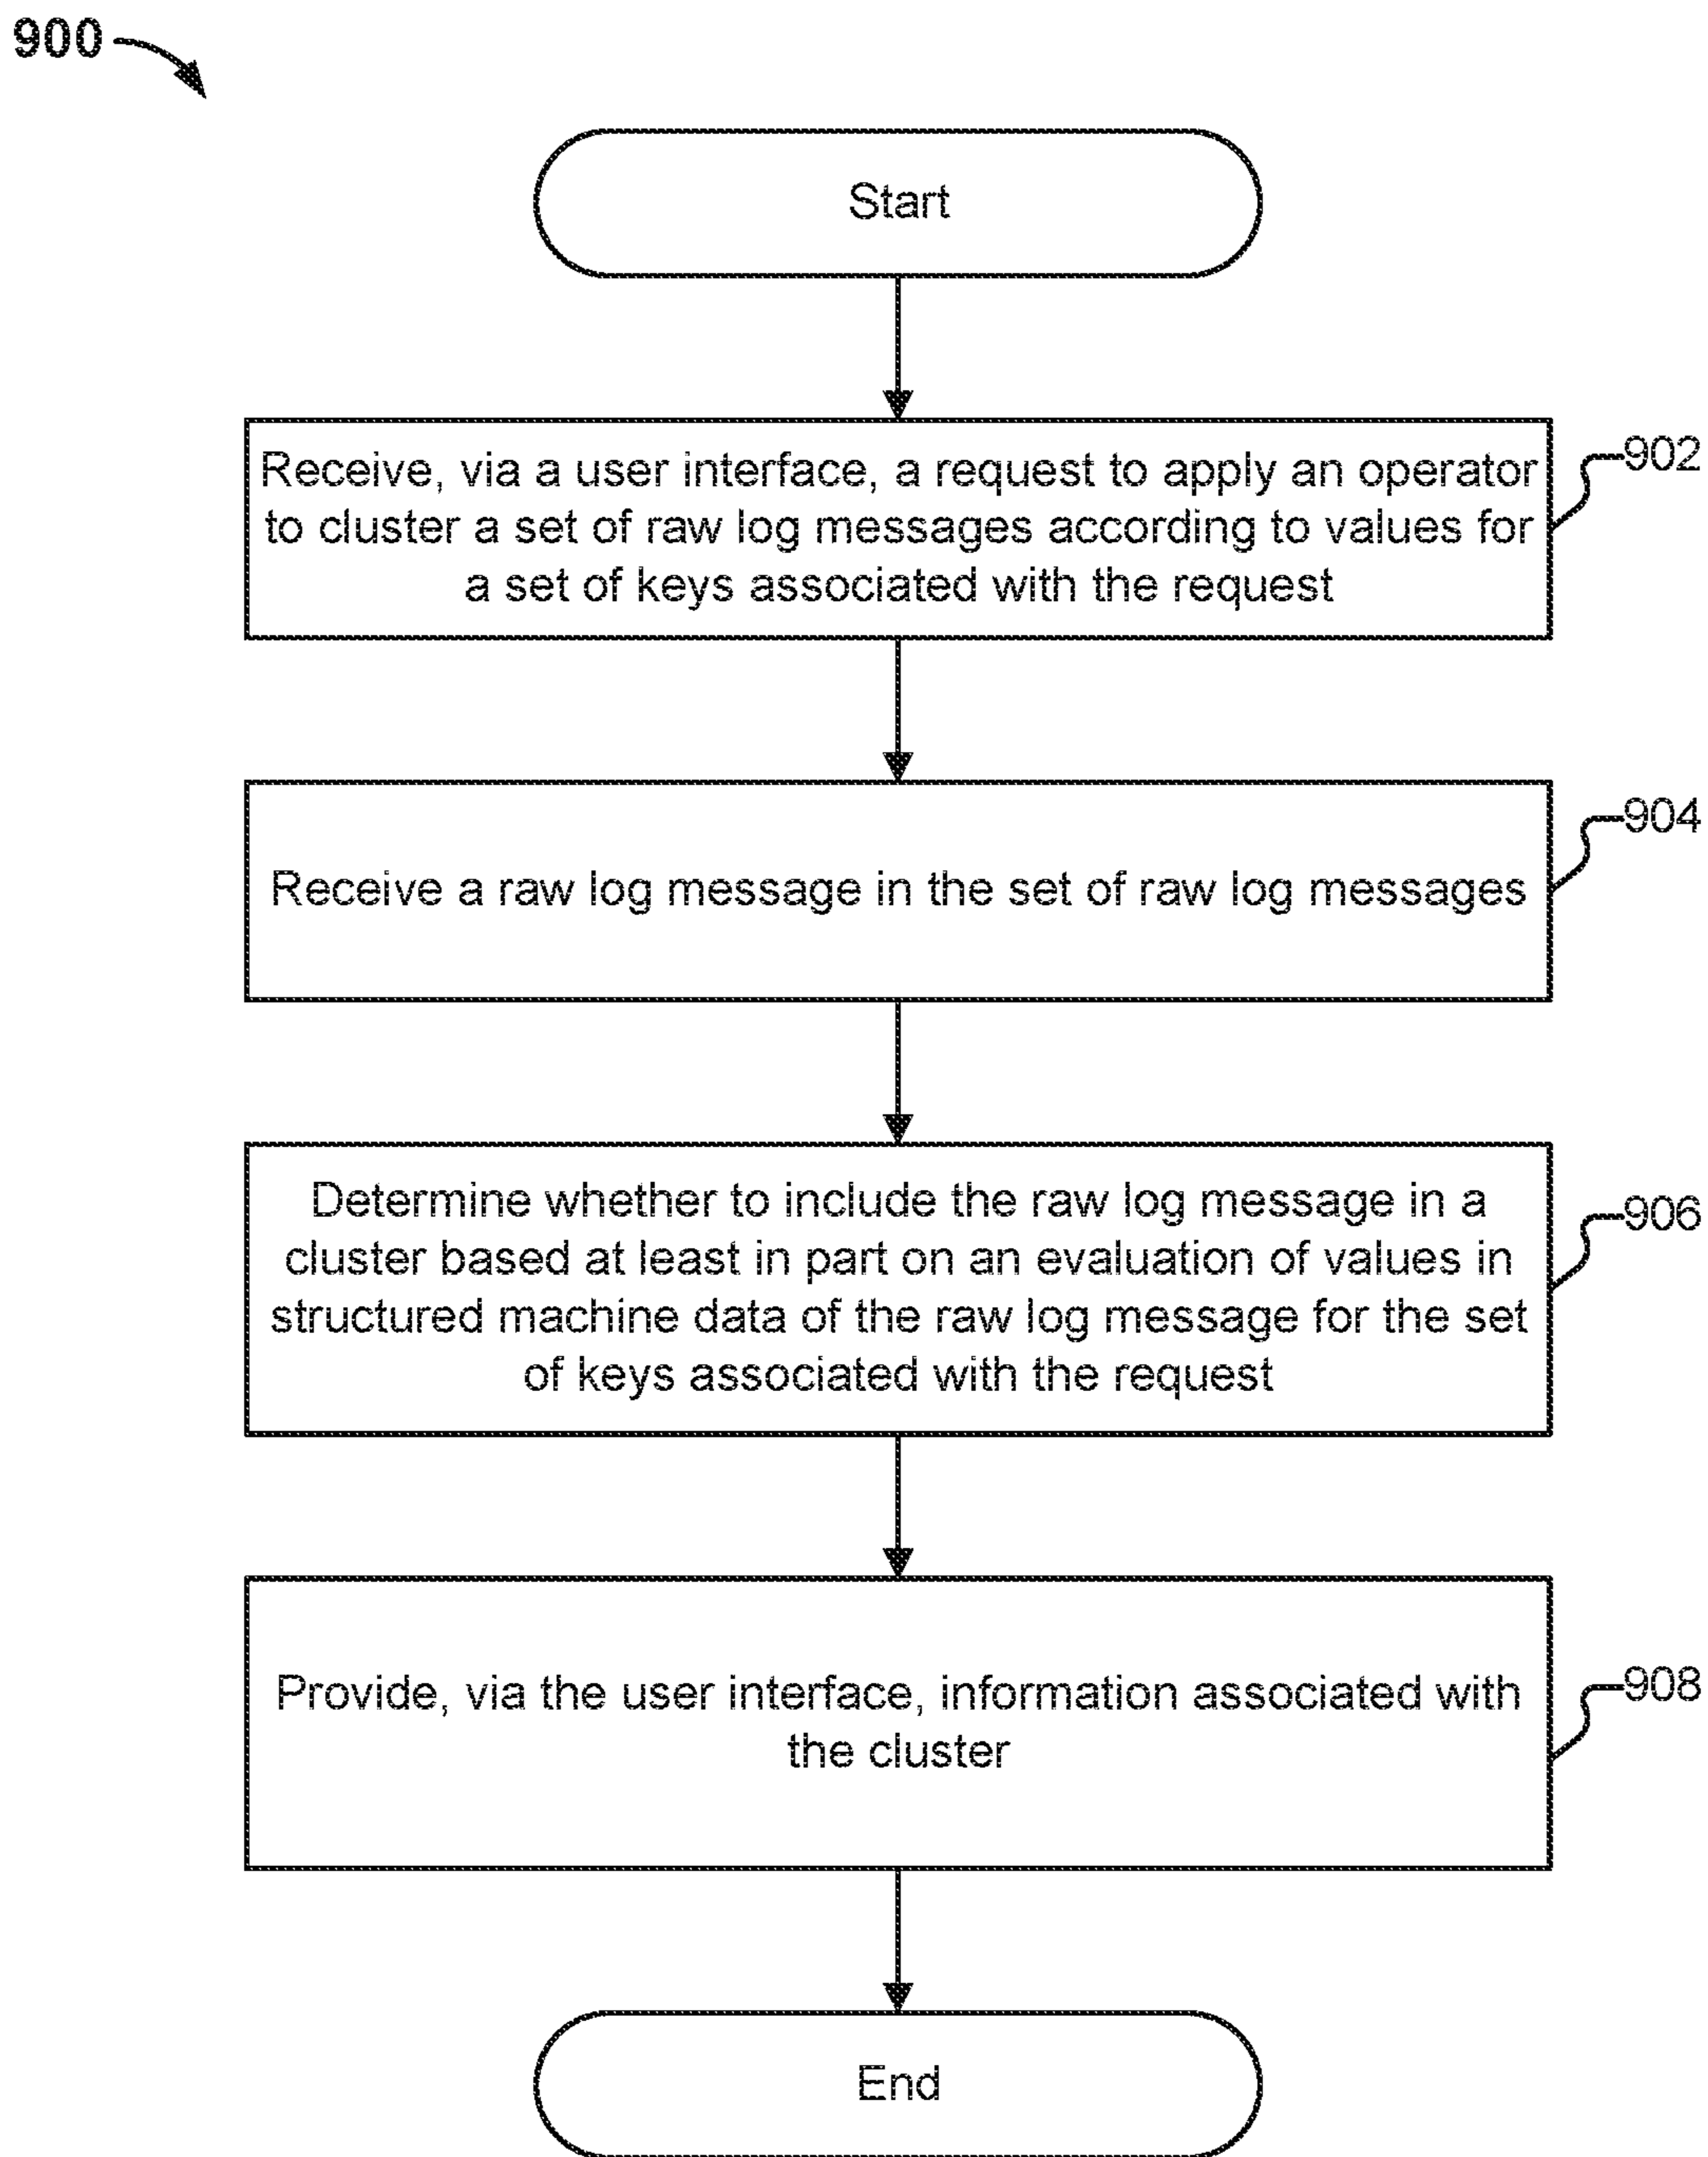 900
Start
Receive, via a user interface, a request to apply an operator
to cluster a set of raw log messages according to values for
a set of keys associated with the request
902
Receive a raw log message in the set of raw log messages
904
Determine whether to include the raw log message in a
cluster based at least in part on an evaluation of values in
structured machine data of the raw log message for the set
of keys associated with the request
906
Provide, via the user interface, information associated with
the cluster
908
End